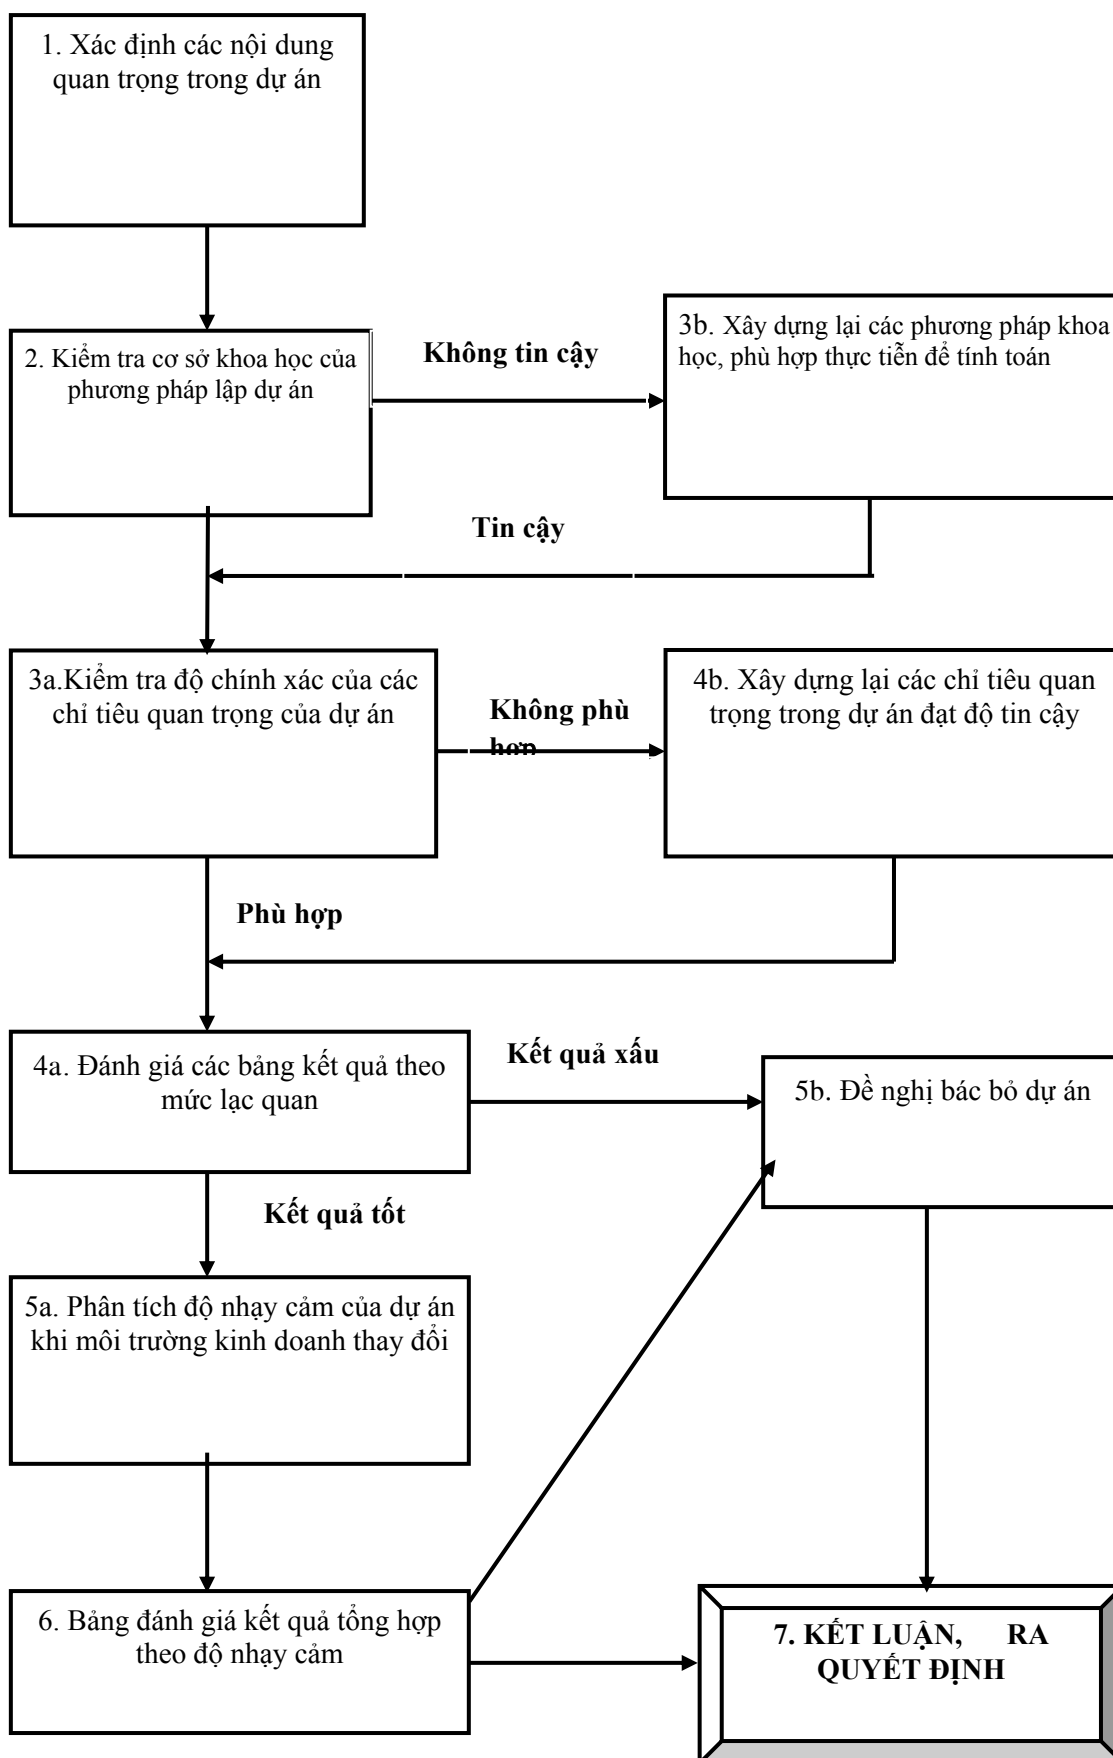 1. Xác định các nội dung
quan trọng trong dự án
2. Kiểm tra cơ sở khoa học của
phương pháp lập dự án
Không tin cậy
3b. Xây dựng lại các phương pháp khoa
học, phù hợp thực tiễn để tính toán
Tin cậy
3a.Kiểm tra độ chính xác của các
chỉ tiêu quan trọng của dự án
Không phù
hợp
4b. Xây dựng lại các chỉ tiêu quan
trọng trong dự án đạt độ tin cậy
Phù hợp
4a. Đánh giá các bảng kết quả theo
mức lạc quan
Kết quả xấu
5b. Đề nghị bác bỏ dự án
Kết quả tốt
5a. Phân tích độ nhạy cảm của dự án
khi môi trường kinh doanh thay đổi
6. Bảng đánh giá kết quả tổng hợp
theo độ nhạy cảm
7. KẾT LUẬN, RA
QUYẾT ĐỊNH